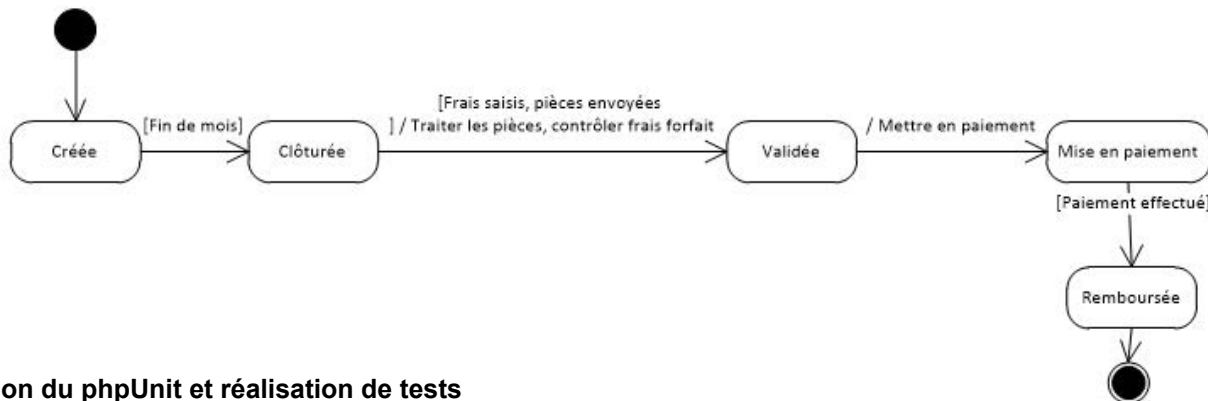 [Frais saisis, pièces envoyées
[Fin de mois]
] / Traiter les pièces, contrôler frais forfait
/ Mettre en paiement
Créée
Clôturée
Validée
Mise en paiement
[Paiement effectué]
Remboursée
on du phpUnit et réalisation de tests